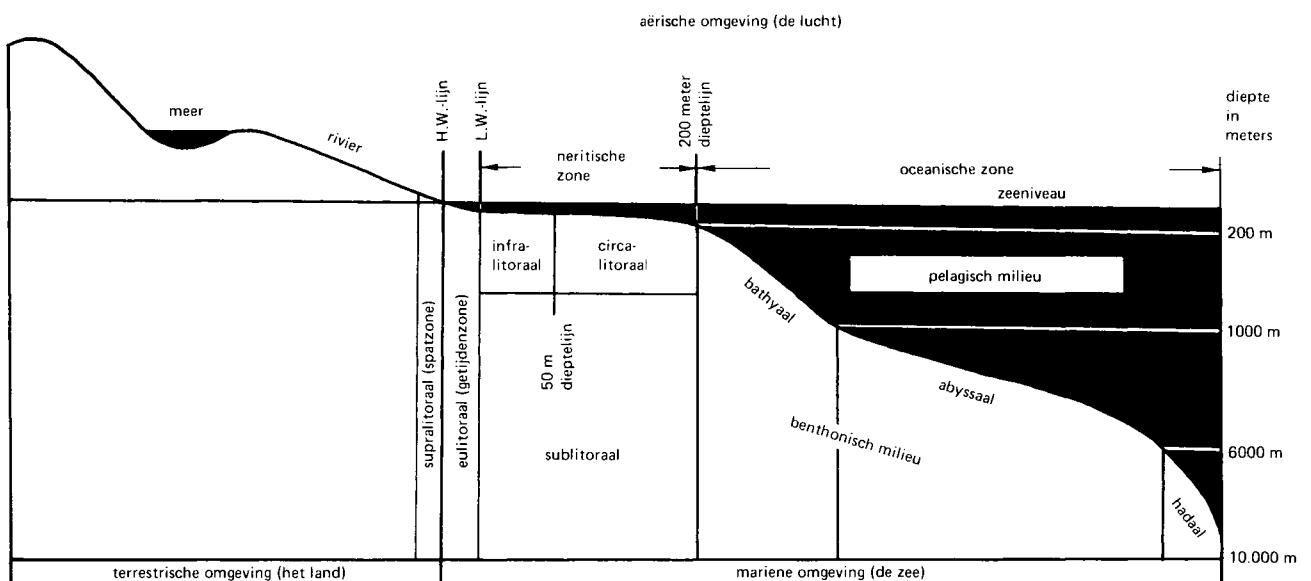 aërische omgeving (de lucht)
meer
rivier
H.W.-lijn
L.W.-lijn
200 meter
dieptelijn
diepte
in
meters
neritische
zone
oceanische zone
zeeniveau
200 m
infra-
litoraal
circa-
litoraal
pelagisch milieu
bathyaal
1000 m
50 m
dieptelijn
abyssaal
supralitoraal (spatzone)
eulitoraal (getijdenzone)
benthonisch milieu
sublitoraal
6000 m
hadaal
10.000 m
terrestrische omgeving (het land)
mariene omgeving (de zee)